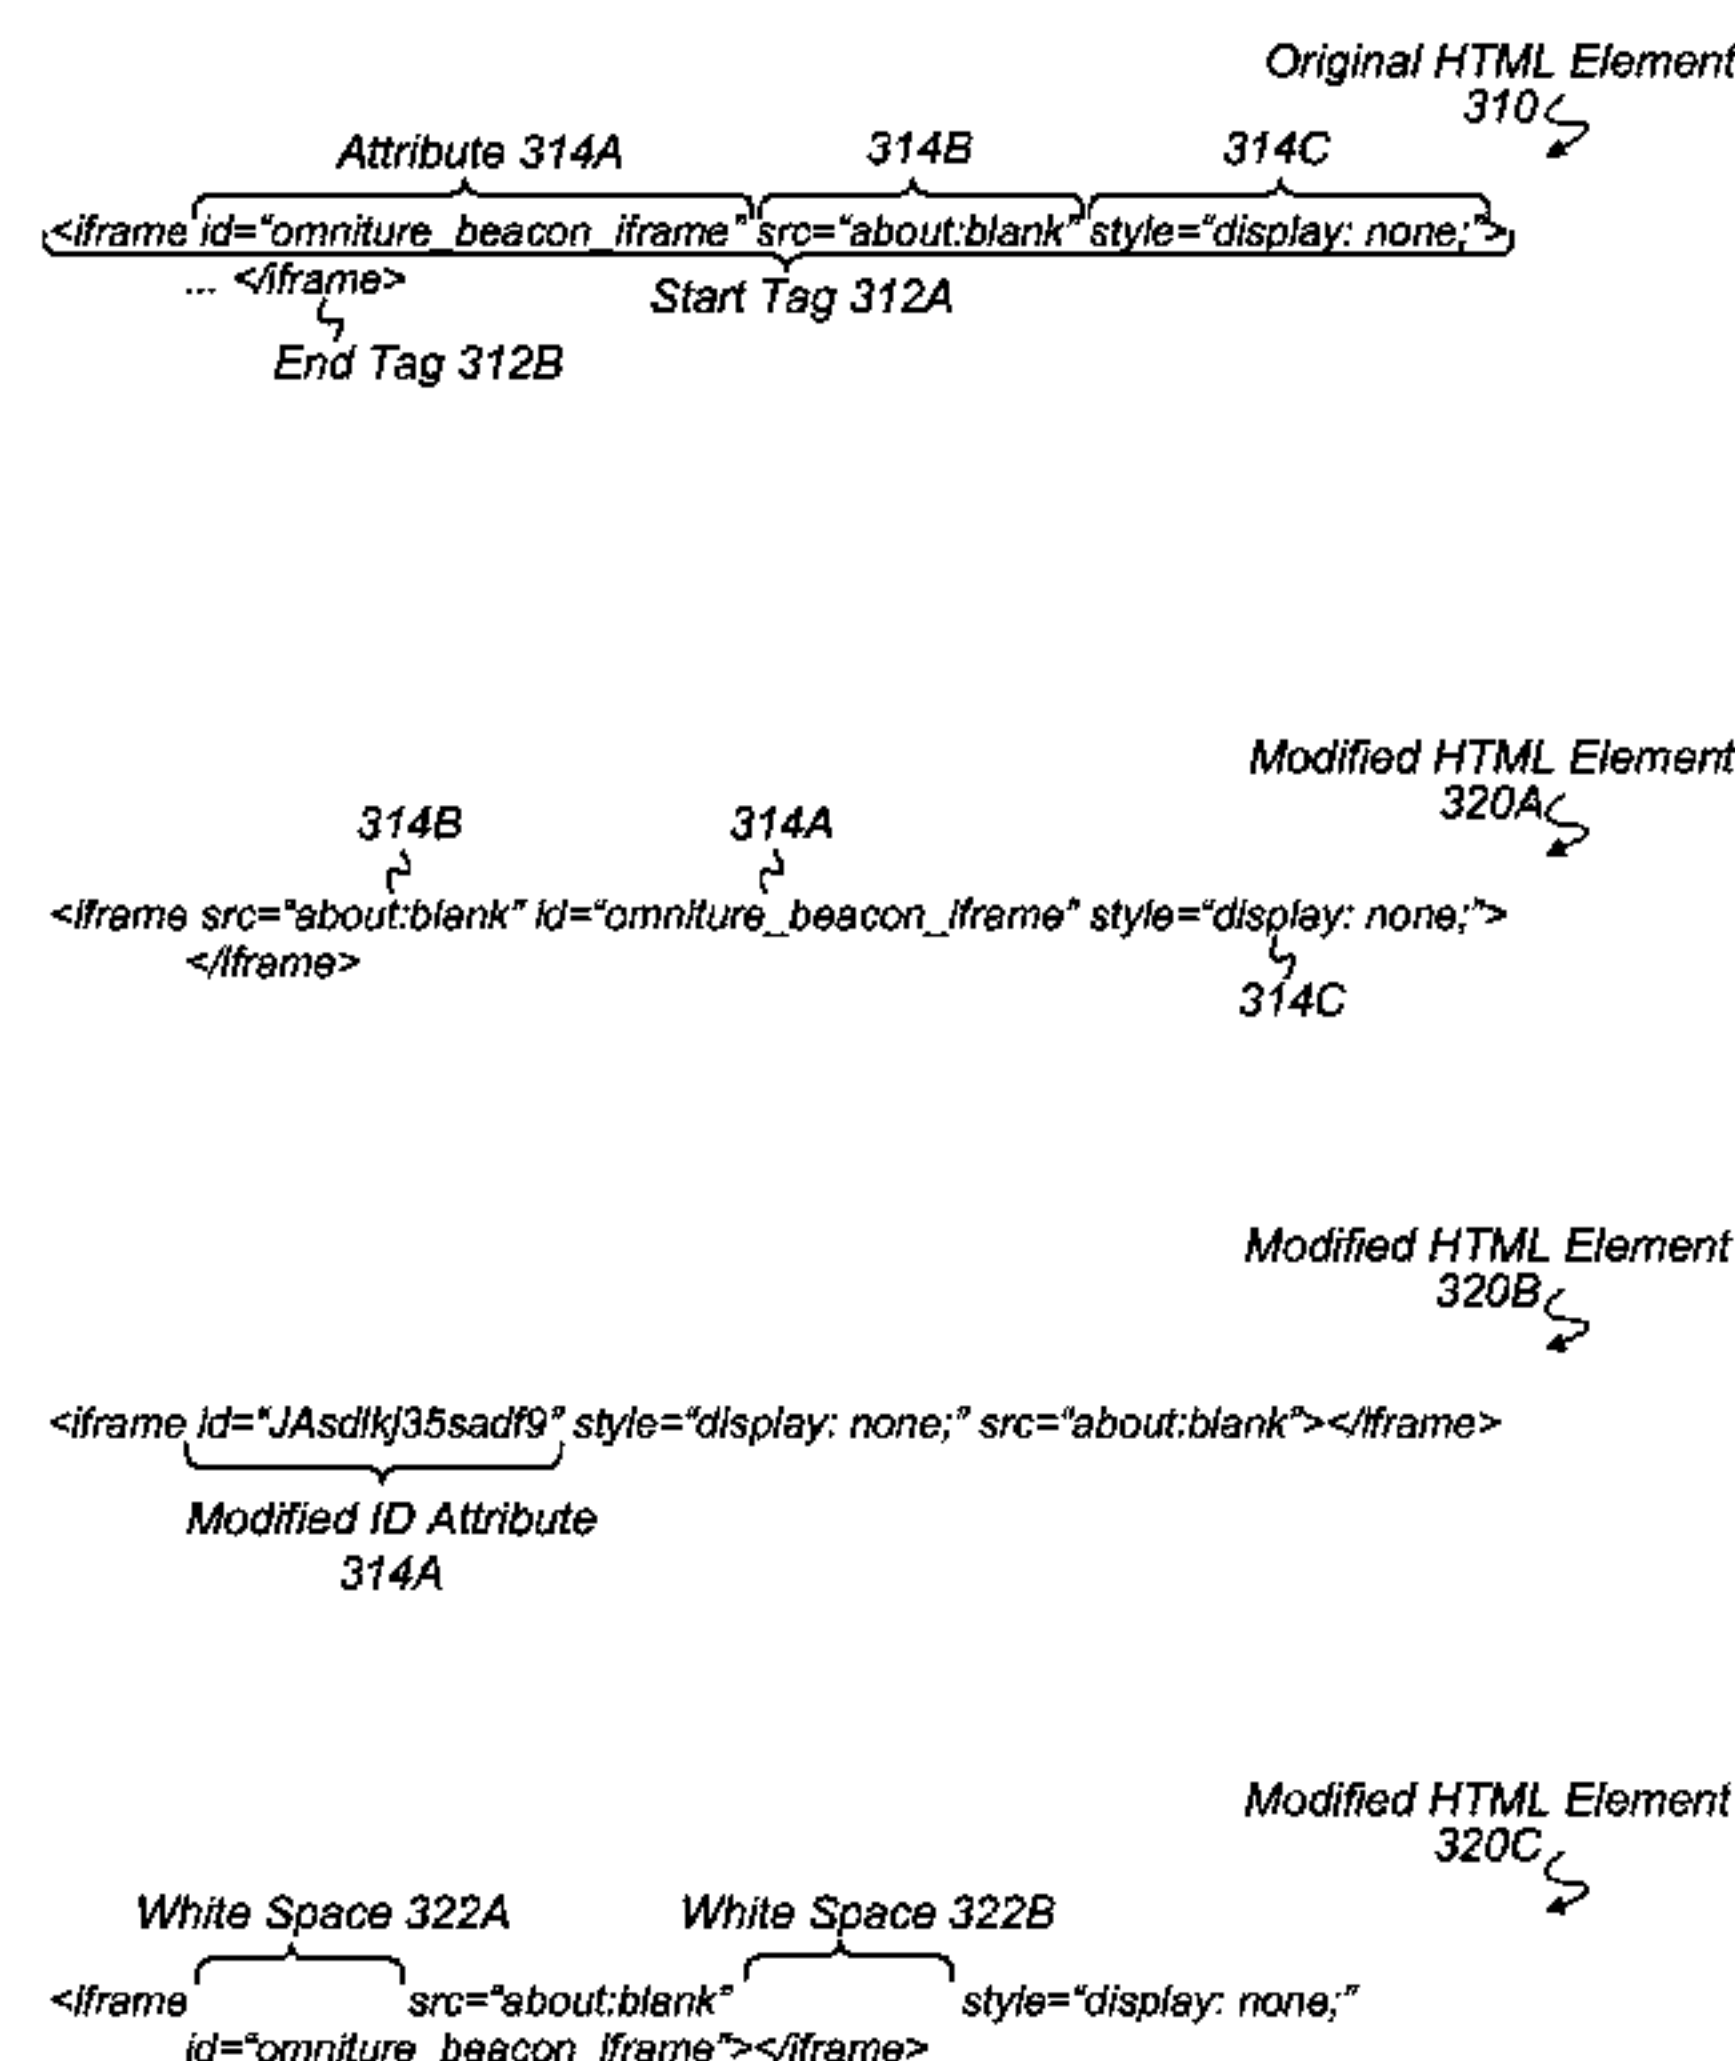 Original HTML Element
310
Attribute 314A 314B 314C
<iframe id=“omniture_beacon_iframe” src=“about:blank” style=“display: none;”>
... </iframe>
Start Tag 312A
End Tag 312B
Modified HTML Element
320A
314B 314A
<iframe src=“about:blank” id=“omniture_beacon_iframe” style=“display: none;”>
</iframe>
314C
Modified HTML Element
320B
<iframe id=“JAsdlkj35sadf9” style=“display: none;” src=“about:blank”></iframe>
Modified ID Attribute
314A
Modified HTML Element
320C
White Space 322A White Space 322B
<iframe src=“about:blank” style=“display: none;”
id=“omniture_beacon_iframe”></iframe>